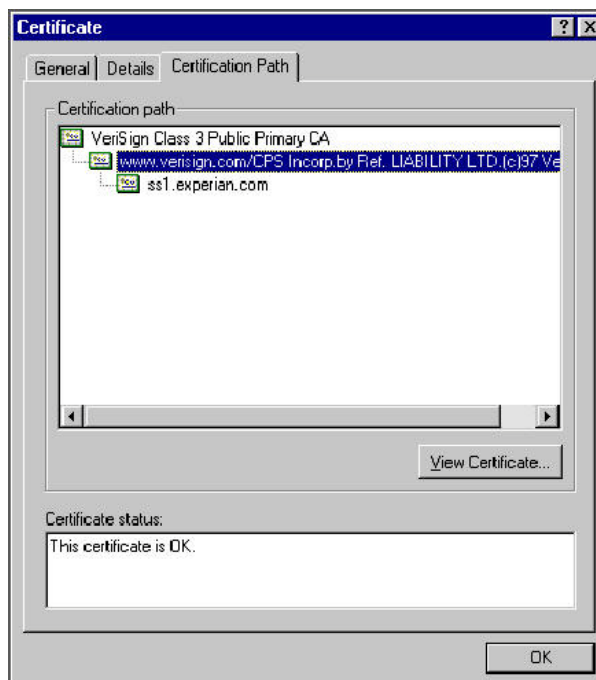 Certificate
General Details Certification Path
Certification path
VeriSign Class 3 Public Primary CA
www.verisign.com/CPS Incorp.by Ref. LIABILITY LTD.(c)97 Ve
ss1.experian.com
View Certificate...
Certificate status:
This certificate is OK.
OK